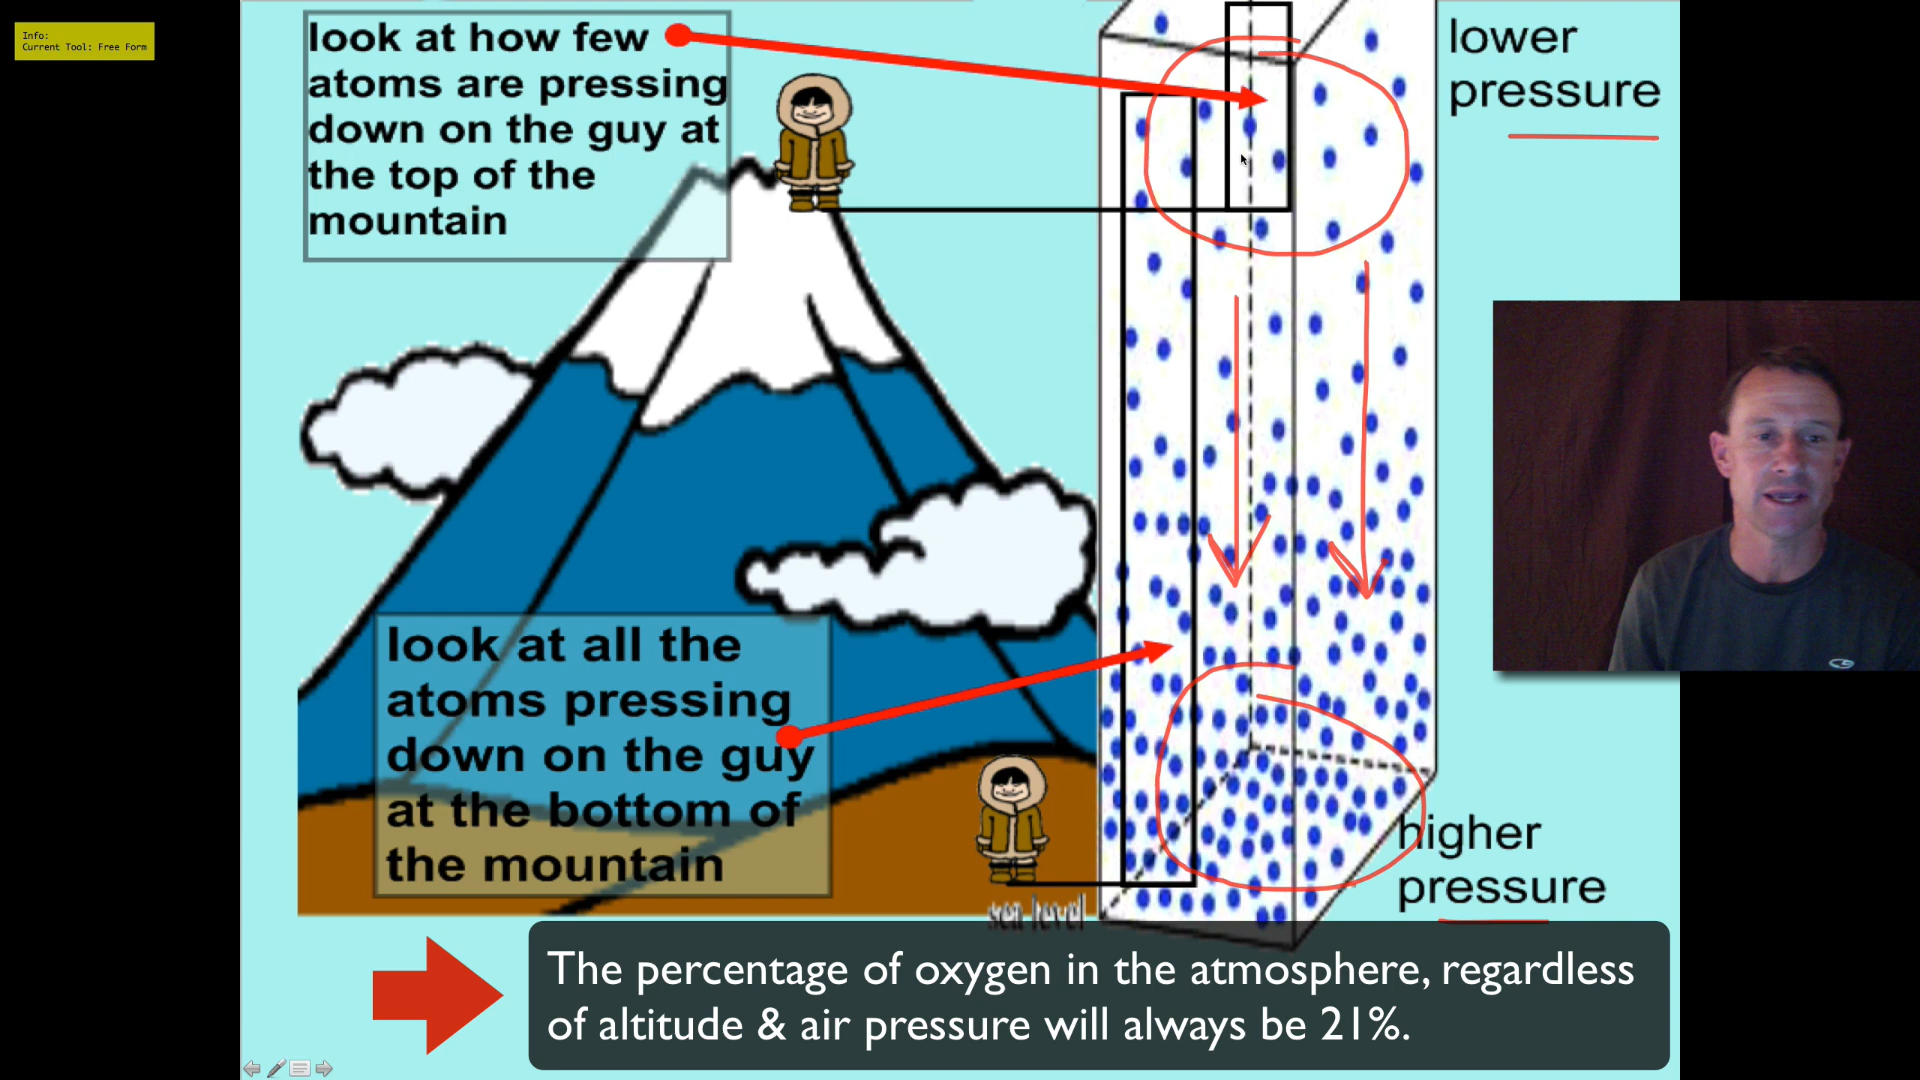 Info:
Current Tool: Free Form
look at how few
atoms are pressing
down on the guy at
the top of the
mountain
lower
pressure
look at all the
atoms pressing
down on the guy
at the bottom of
the mountain
higher
pressure
sea level
The percentage of oxygen in the atmosphere, regardless
of altitude & air pressure will always be 21%.